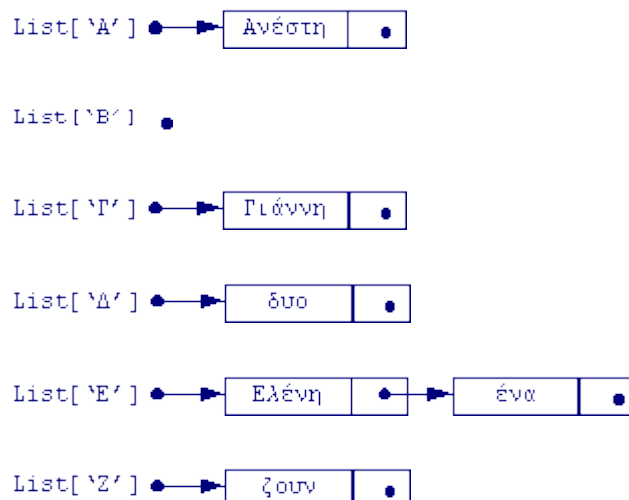 List[‵Α′] Ανέστη
List[‵Β′]
List[‵Γ′] Γιάννη
List[‵Δ′] δυο
List[‵Ε′] Ελένη ένα
List[‵Ζ′] ζουν